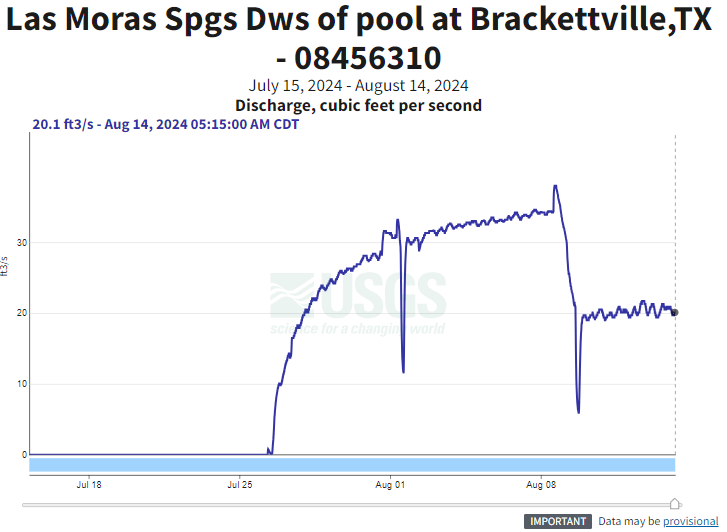 Las Moras Spgs Dws of pool at Brackettville,TX
- 08456310
July 15, 2024 - August 14, 2024
Discharge, cubic feet per second
20.1 ft3/s - Aug 14, 2024 05:15:00 AM CDT
ft3/s
30
20
10
0
USGS
science for a changing world
Jul 18
Jul 25
Aug 01
Aug 08
IMPORTANT Data may be provisional